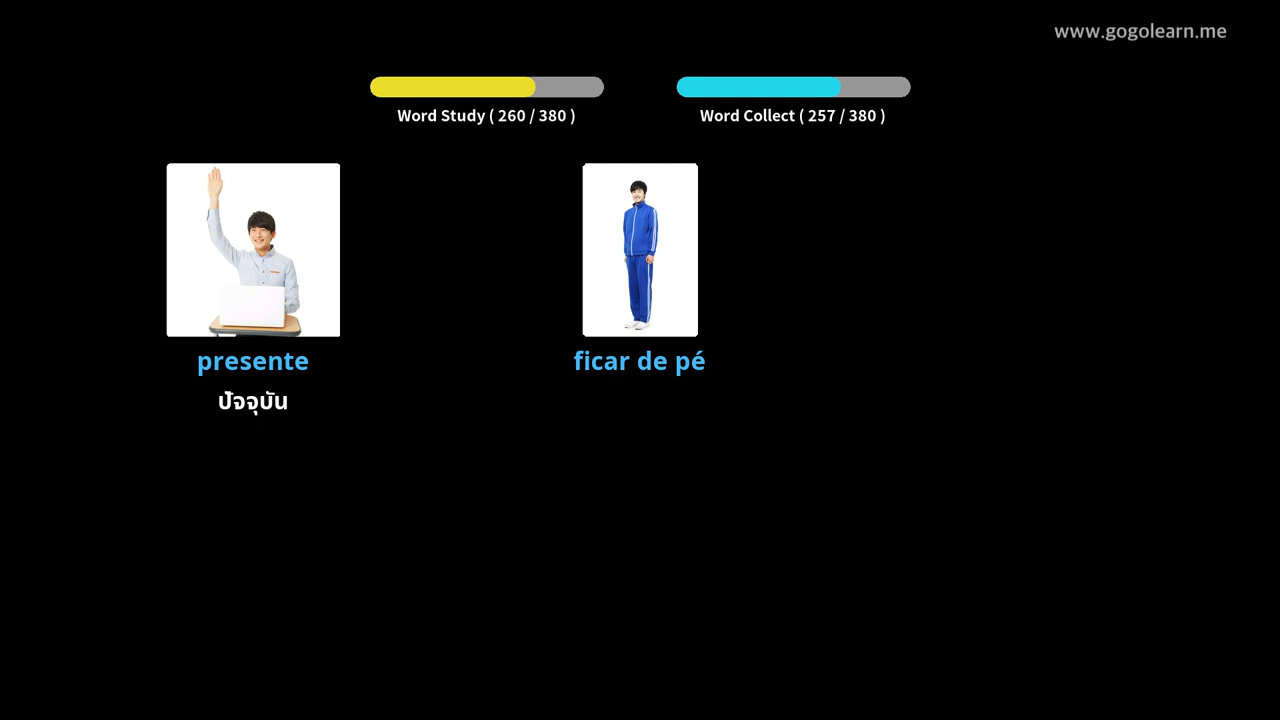 www.gogolearn.me
Word Study ( 260 / 380 )
Word Collect ( 257 / 380 )
presente
ปัจจุบัน
ficar de pé